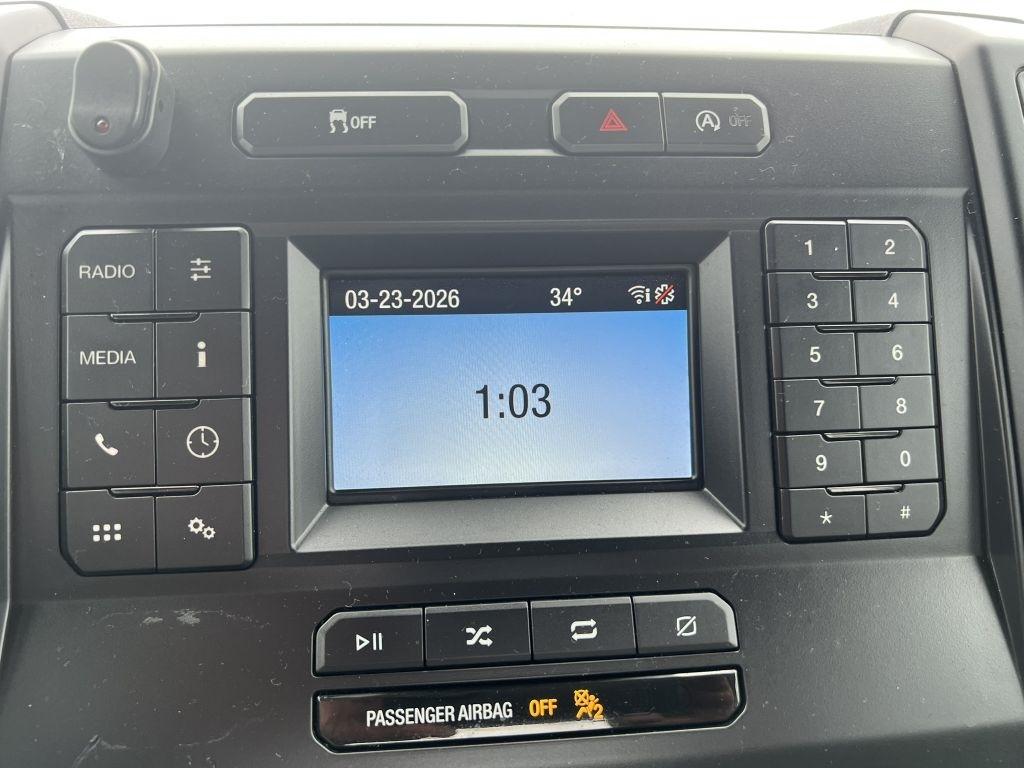 OFF
A OFF
RADIO
MEDIA
i
03-23-2026 34° i
1:03
1 2
3 4
5 6
7 8
9 0
* #
PASSENGER AIRBAG OFF 2